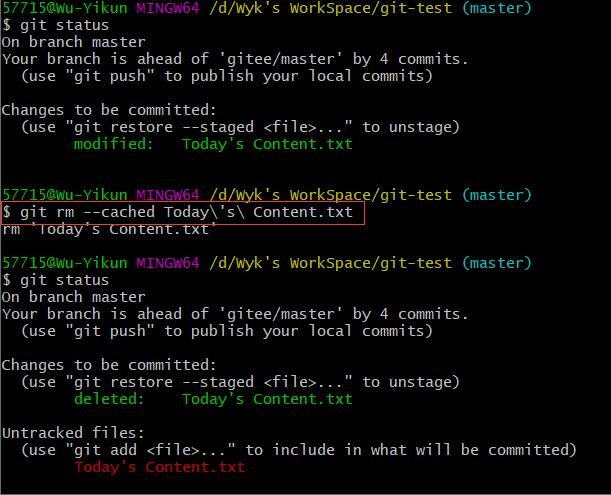 57715@Wu-Yikun MINGW64 /d/Wyk's WorkSpace/git-test (master)
$ git status
On branch master
Your branch is ahead of 'gitee/master' by 4 commits.
  (use "git push" to publish your local commits)

Changes to be committed:
  (use "git restore --staged <file>..." to unstage)
        modified:   Today's Content.txt

57715@Wu-Yikun MINGW64 /d/Wyk's WorkSpace/git-test (master)
$ git rm --cached Today\'s\ Content.txt
rm 'Today's Content.txt'

57715@Wu-Yikun MINGW64 /d/Wyk's WorkSpace/git-test (master)
$ git status
On branch master
Your branch is ahead of 'gitee/master' by 4 commits.
  (use "git push" to publish your local commits)

Changes to be committed:
  (use "git restore --staged <file>..." to unstage)
        deleted:    Today's Content.txt

Untracked files:
  (use "git add <file>..." to include in what will be committed)
        Today's Content.txt